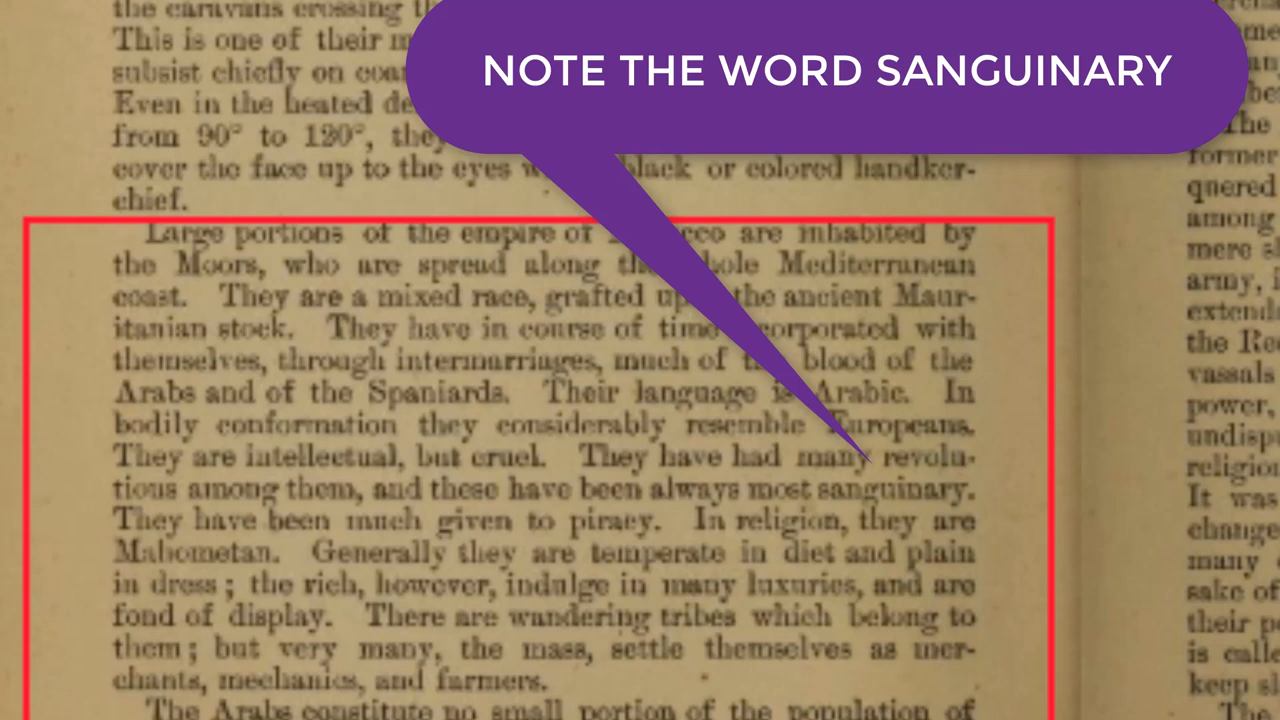 the caravans crossing
NOTE THE WORD SANGUINARY
This is one of their
subsist chiefly on
Even in the heated
from 90° to 120°, they
cover the face up to the eyes black or colored handker-
chief.
Large portions of the empire of are inhabited by
the Moors, who are spread along Mediterranean
coast. They are a mixed race, grafted the ancient Maur-
itanian stock. They have in course of time corporated with
themselves, through intermarriages, much of blood of the
Arabs and of the Spaniards. Their language is Arabic. In
bodily conformation they considerably resemble Europeans.
They are intellectual, but cruel. They have had many revolu-
tions among them, and these have been always most sanguinary.
They have been much given to piracy. In religion, they are
Mahometan. Generally they are temperate in diet and plain
in dress; the rich, however, indulge in many luxuries, and are
fond of display. There are wandering tribes which belong to
them; but very many, the mass, settle themselves as mer-
chants, mechanics, and farmers.
The Arabs constitute no small portion of the population of
The
former
quered
among
mere
army,
extend
the
vassals
power,
undisp
religion
It was
change
many
sake of
their
is
keep
The